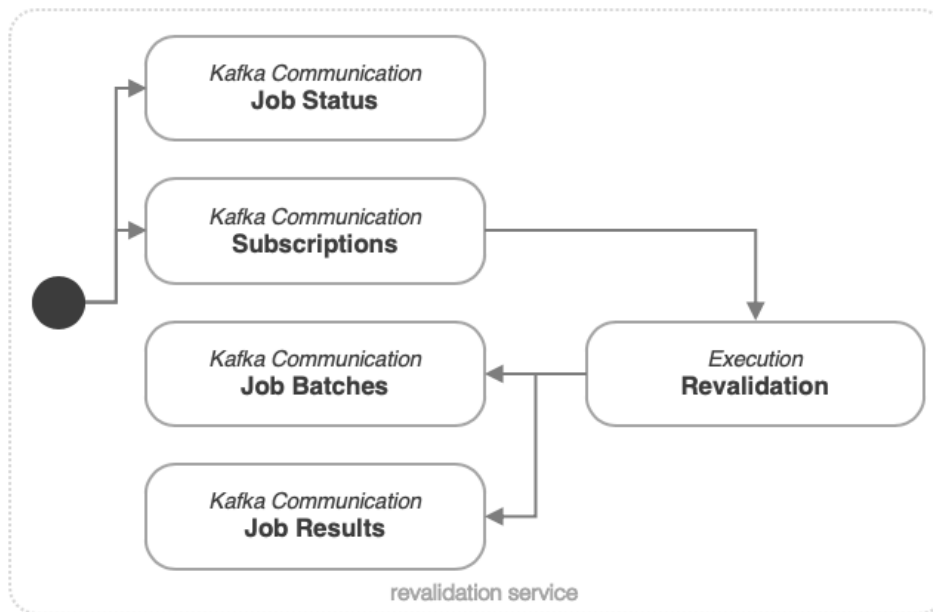 Kafka Communication
Job Status
Kafka Communication
Subscriptions
Kafka Communication
Job Batches
Execution
Revalidation
Kafka Communication
Job Results
revalidation service